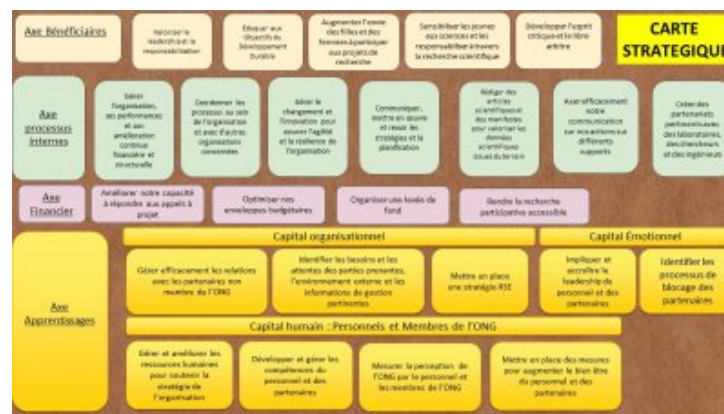 Axe Bénéficiaires
Valoriser le
leadership et la
responsabilisation
Eduquer aux
Objectifs du
Développement
Durable
Augmenter l'envie
des filles et des
femmes à participer
aux projets de
recherche
Sensibiliser les jeunes
aux sciences et les
responsabiliser à travers
la recherche scientifique
Développer l'esprit
critique et le libre
arbitre
CARTE
STRATEGIQUE
Axe
processus
internes
Gérer
l'organisation,
ses performances
et son
amélioration
continue
financière et
structurelle
Coordonner les
processus au sein
de l'organisation
et avec d'autres
organisations
concernées
Gérer le
changement et
l'innovation pour
assurer l'agilité
et la résilience de
l'organisation
Communiquer,
mettre en œuvre
et revoir les
stratégies et la
planification
Rédiger des
articles
scientifiques et
des manifestes
pour valoriser les
données
scientifiques
issues du terrain
Axer efficacement
notre
communication
sur nos actions sur
différents
supports
Créer des
partenariats
pertinents avec
des laboratoires,
des chercheurs
et des ingénieurs
Axe
Financier
Améliorer notre capacité
à répondre aux appels à
projet
Optimiser nos
enveloppes budgétaires
Organiser une levée de
fond
Rendre la recherche
participative accessible
Axe
Apprentissages
Capital organisationnel
Capital Émotionnel
Gérer efficacement les relations
avec les partenaires non
membre de l'ONG
Identifier les besoins et les
attentes des parties prenantes,
l'environnement externe et les
informations de gestion
pertinentes
Mettre en place
une stratégie RSE
Impliquer et
accroître le
leadership du
personnel et des
partenaires
Identifier les
processus de
blocage des
partenaires
Capital humain : Personnels et Membres de l'ONG
Gérer et améliorer les
ressources humaines
pour soutenir la
stratégie de
l'organisation
Développer et gérer les
compétences du
personnel et des
partenaires
Mesurer la perception de
l'ONG par le personnel et
les membres de l'ONG
Mettre en place des mesures
pour augmenter le bien être
du personnel et des
partenaires